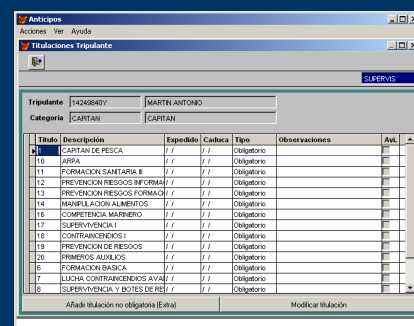 Anticipos
Acciones Ver Ayuda
Titulaciones Tripulante
SUPERVIS
Tripulante 14249840Y MARTIN ANTONIO
Categoria CAPITAN CAPITAN
Titulo Descripción Expedido Caduca Tipo Observaciones Avi.
1 CAPITAN DE PESCA / / / / Obligatorio
10 ARPA / / / / Obligatorio
11 FORMACION SANITARIA II / / / / Obligatorio
12 PREVENCION RIESGOS INFORMA / / / / Obligatorio
13 PREVENCION RIESGOS FORMACI / / / / Obligatorio
14 MANIPULACION ALIMENTOS / / / / Obligatorio
16 COMPETENCIA MARINERO / / / / Obligatorio
17 SUPERVIVENCIA I / / / / Obligatorio
18 CONTRAINCENDIOS I / / / / Obligatorio
19 PREVENCION DE RIESGOS / / / / Obligatorio
20 PRIMEROS AUXILIOS / / / / Obligatorio
6 FORMACION BASICA / / / / Obligatorio
7 LUCHA CONTRAINCENDIOS AVA / / / / Obligatorio
8 SUPERVIVENCIA Y BOTES DE RE / / / / Obligatorio
Añadir titulación no obligatoria (Extra) Modificar titulación